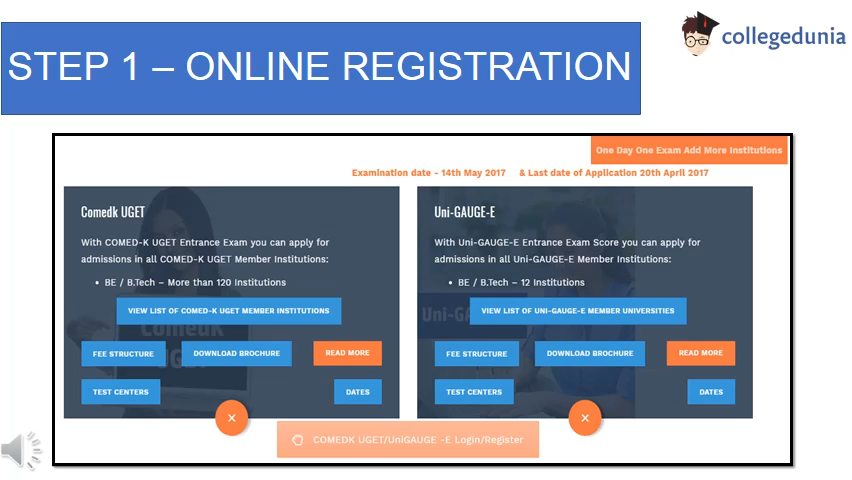 collegedunia
STEP 1 – ONLINE REGISTRATION
One Day One Exam Add More Institutions
Examination date - 14th May 2017 & Last date of Application 20th April 2017
Comedk UGET
With COMED-K UGET Entrance Exam you can apply for
admissions in all COMED-K UGET Member Institutions:
• BE / B.Tech – More than 120 Institutions
VIEW LIST OF COMED-K UGET MEMBER INSTITUTIONS
ComedK
UGET
FEE STRUCTURE
DOWNLOAD BROCHURE
READ MORE
TEST CENTERS
DATES
Uni-GAUGE-E
With Uni-GAUGE-E Entrance Exam Score you can apply for
admissions in all Uni-GAUGE-E Member Institutions:
• BE / B.Tech – 12 Institutions
VIEW LIST OF UNI-GAUGE-E MEMBER UNIVERSITIES
FEE STRUCTURE
DOWNLOAD BROCHURE
READ MORE
TEST CENTERS
DATES
COMEDK UGET/UniGAUGE -E Login/Register